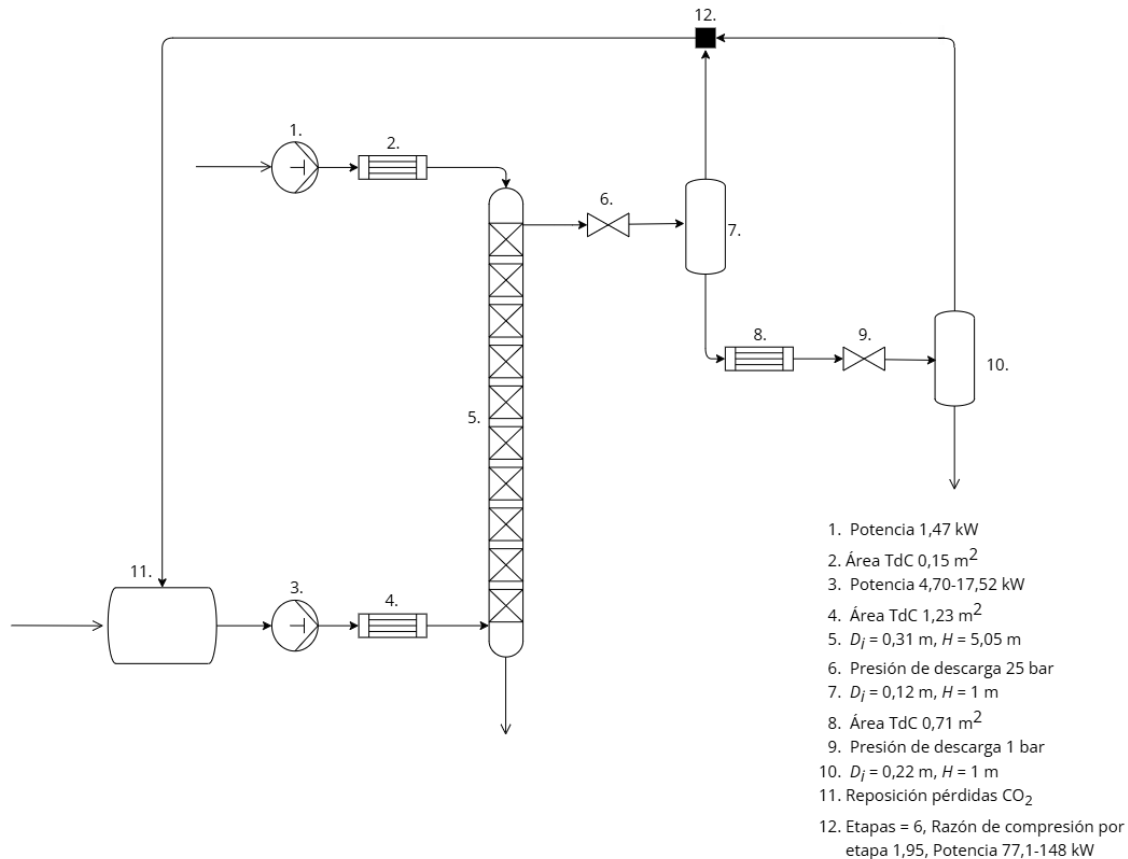 12.
1.
2.
6.
7.
8.
9.
10.
5.
11.
3.
4.
1. Potencia 1,47 kW
2. Área TdC 0,15 m²
3. Potencia 4,70-17,52 kW
4. Área TdC 1,23 m²
5. Dᵢ = 0,31 m, H = 5,05 m
6. Presión de descarga 25 bar
7. Dᵢ = 0,12 m, H = 1 m
8. Área TdC 0,71 m²
9. Presión de descarga 1 bar
10. Dᵢ = 0,22 m, H = 1 m
11. Reposición pérdidas CO₂
12. Etapas = 6, Razón de compresión por
etapa 1,95, Potencia 77,1-148 kW